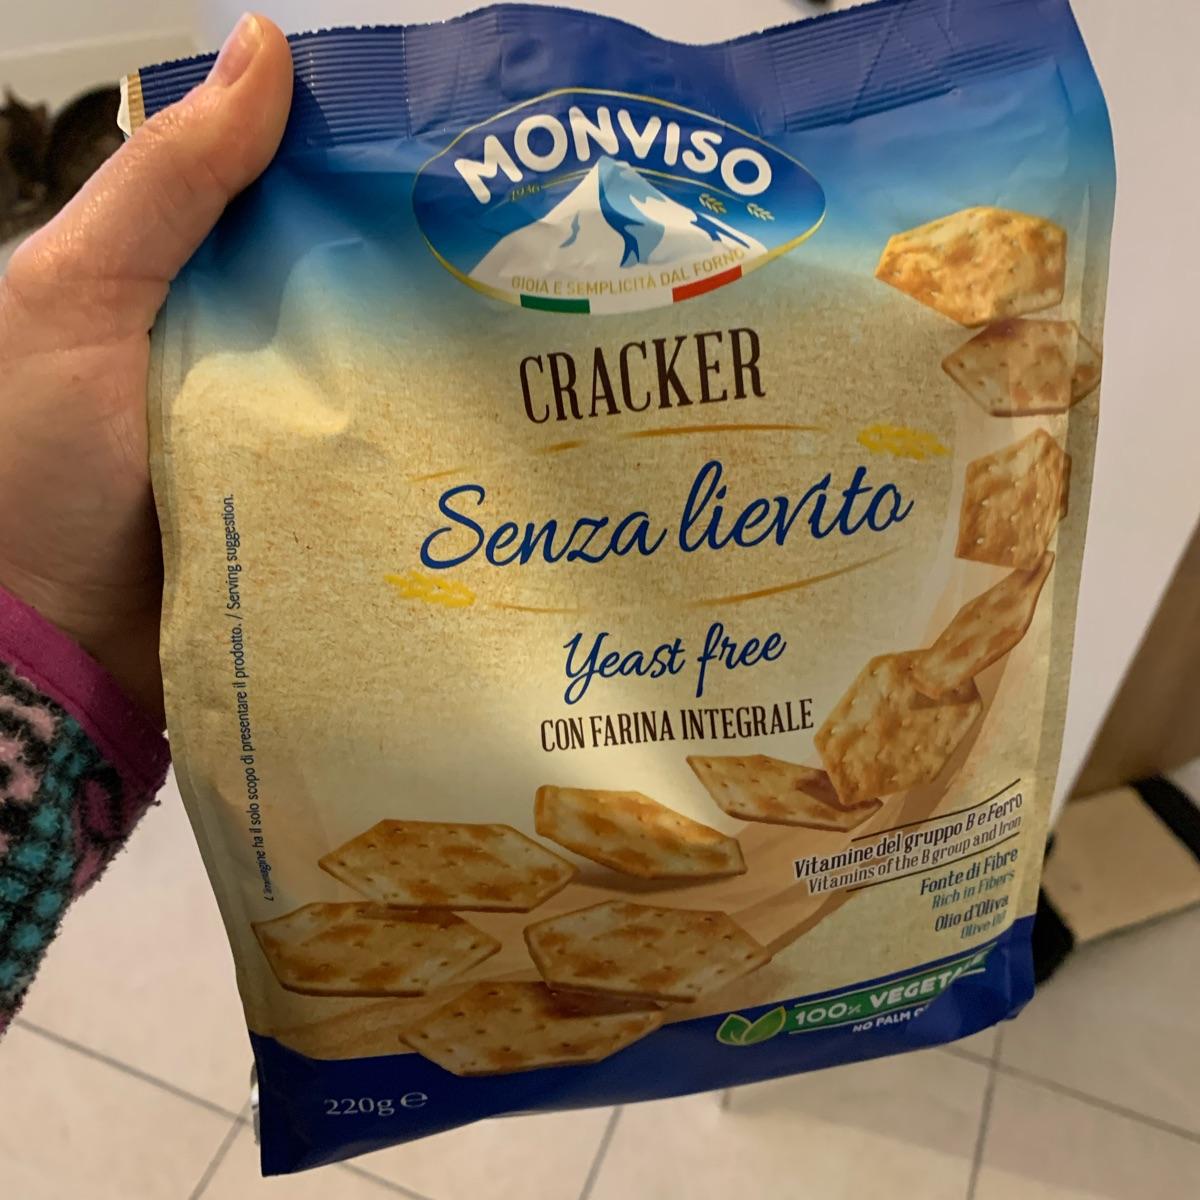 MONVISO
1936
GIOIA E SEMPLICITÀ DAL FORNO
CRACKER
Senza lievito
Yeast free
CON FARINA INTEGRALE
L'immagine ha il solo scopo di presentare il prodotto. / Serving suggestion.
Vitamine del gruppo B e Ferro
Vitamins of the B group and Iron
Fonte di Fibre
Rich in Fibers
Olio d'Oliva
Olive Oil
100%
NO PALM
220g e